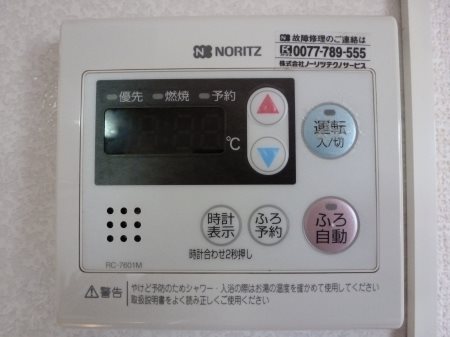 故障修理のご連絡は
NORITZ
0077-789-555
株式会社ノーリツテクノサービス
優先 燃焼 予約
℃
運転
入/切
時計
表示
ふろ
予約
ふろ
自動
時計合わせ2秒押し
RC-7601M
警告
やけど予防のためシャワー・入浴の際はお湯の温度を確かめて使用してください
取扱説明書をよく読み正しくご使用ください